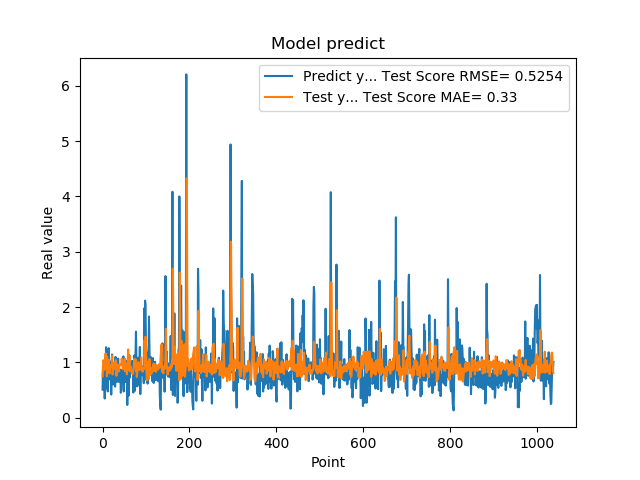 Model predict
Predict y... Test Score RMSE= 0.5254
Test y... Test Score MAE= 0.33
Real value
6
5
4
3
2
1
0
0 200 400 600 800 1000
Point